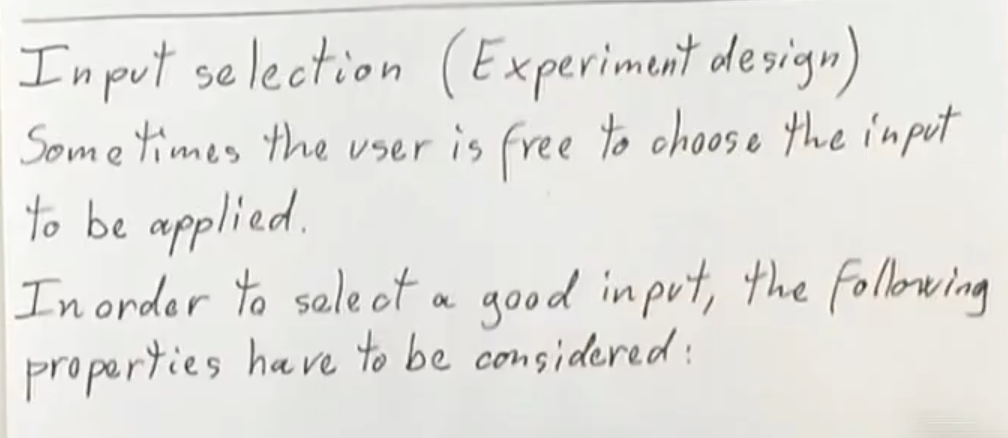 Input selection (Experiment design)
Sometimes the user is free to choose the input
to be applied.
In order to select a good input, the following
properties have to be considered: